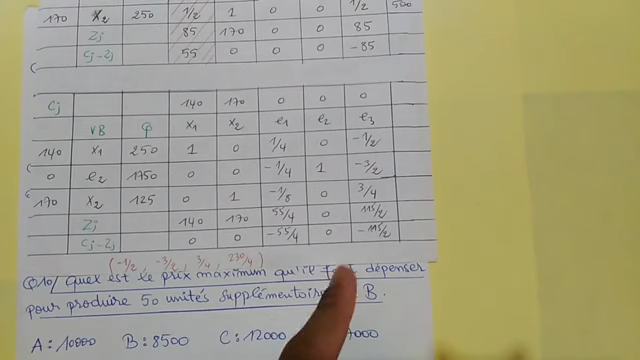 170 x2 250 1/2 1 0 0 1/2 500
Zj 85 170 0 0 85
Cj-Zj 55 0 0 0 -85
Cj 140 170 0 0 0
VB φ x1 x2 e1 e2 e3
140 x1 250 1 0 1/4 0 -1/2
0 e2 1750 0 0 -1/4 1 -3/2
170 x2 125 0 1 -1/8 0 3/4
Zj 140 170 55/4 0 115/2
Cj-Zj 0 0 -55/4 0 -115/2
(-1/2, -3/2, 3/4, 230/4)
Q10/ Quel est le prix maximum qu'il dépenser
pour produire 50 unités supplémentaire B.
A: 10000 B: 8500 C: 12000 7000